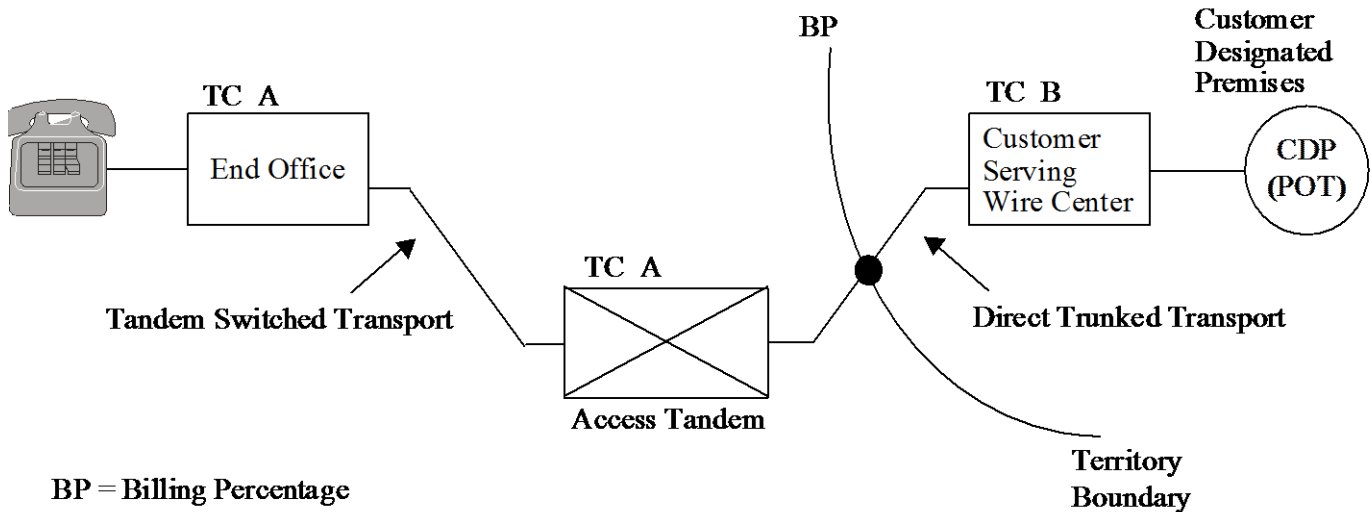 BP
Customer
Designated
Premises
TC A
TC B
End Office
Customer
Serving
Wire Center
CDP
(POT)
TC A
Tandem Switched Transport
Direct Trunked Transport
Access Tandem
Territory
Boundary
BP = Billing Percentage